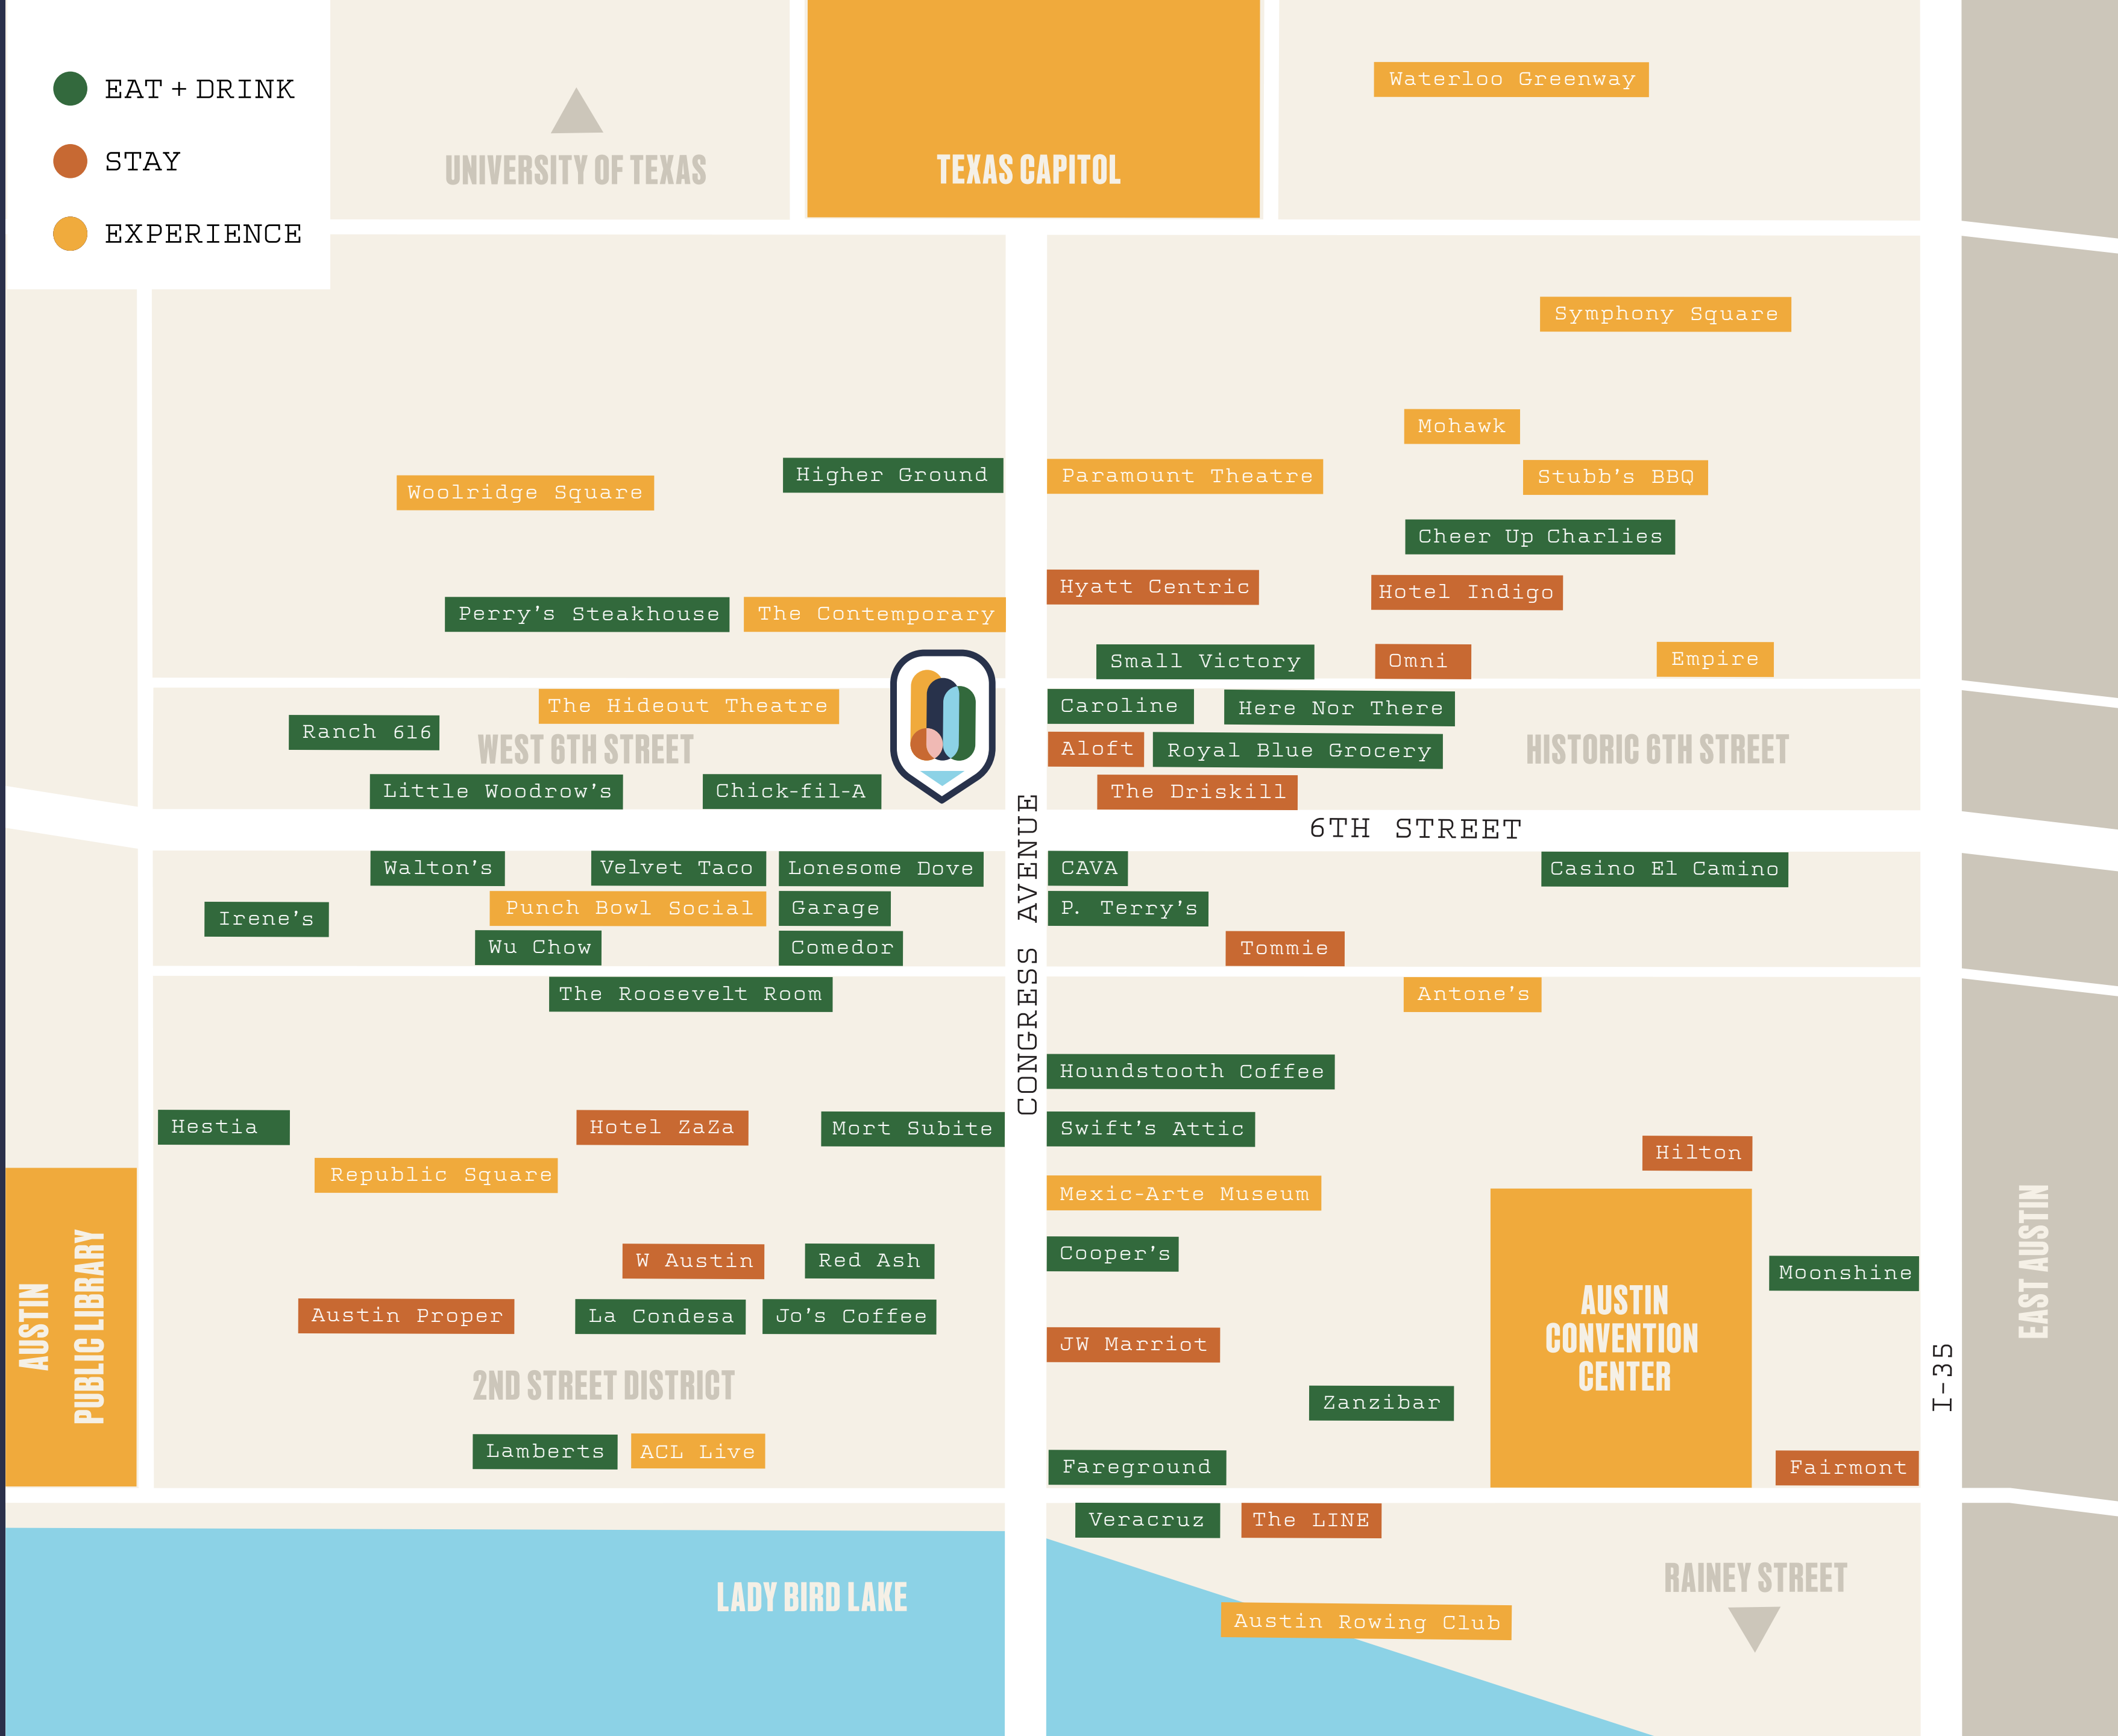 EAT + DRINK
STAY
EXPERIENCE
UNIVERSITY OF TEXAS
TEXAS CAPITOL
Waterloo Greenway
Symphony Square
Mohawk
Higher Ground
Paramount Theatre
Stubb's BBQ
Woolridge Square
Cheer Up Charlies
Hyatt Centric
Hotel Indigo
Perry's Steakhouse
The Contemporary
Small Victory
Omni
Empire
The Hideout Theatre
Caroline
Here Nor There
Ranch 616
WEST 6TH STREET
Aloft
Royal Blue Grocery
HISTORIC 6TH STREET
Little Woodrow's
Chick-fil-A
The Driskill
6TH STREET
CONGRESS AVENUE
Walton's
Velvet Taco
Lonesome Dove
CAVA
Casino El Camino
Irene's
Punch Bowl Social
Garage
P. Terry's
Wu Chow
Comedor
Tommie
The Roosevelt Room
Antone's
Houndstooth Coffee
Hestia
Hotel ZaZa
Mort Subite
Swift's Attic
Hilton
Republic Square
Mexic-Arte Museum
W Austin
Red Ash
Cooper's
Moonshine
Austin Proper
La Condesa
Jo's Coffee
JW Marriot
AUSTIN
CONVENTION
CENTER
AUSTIN
PUBLIC LIBRARY
EAST AUSTIN
I-35
2ND STREET DISTRICT
Zanzibar
Lamberts
ACL Live
Fareground
Fairmont
Veracruz
The LINE
LADY BIRD LAKE
RAINEY STREET
Austin Rowing Club